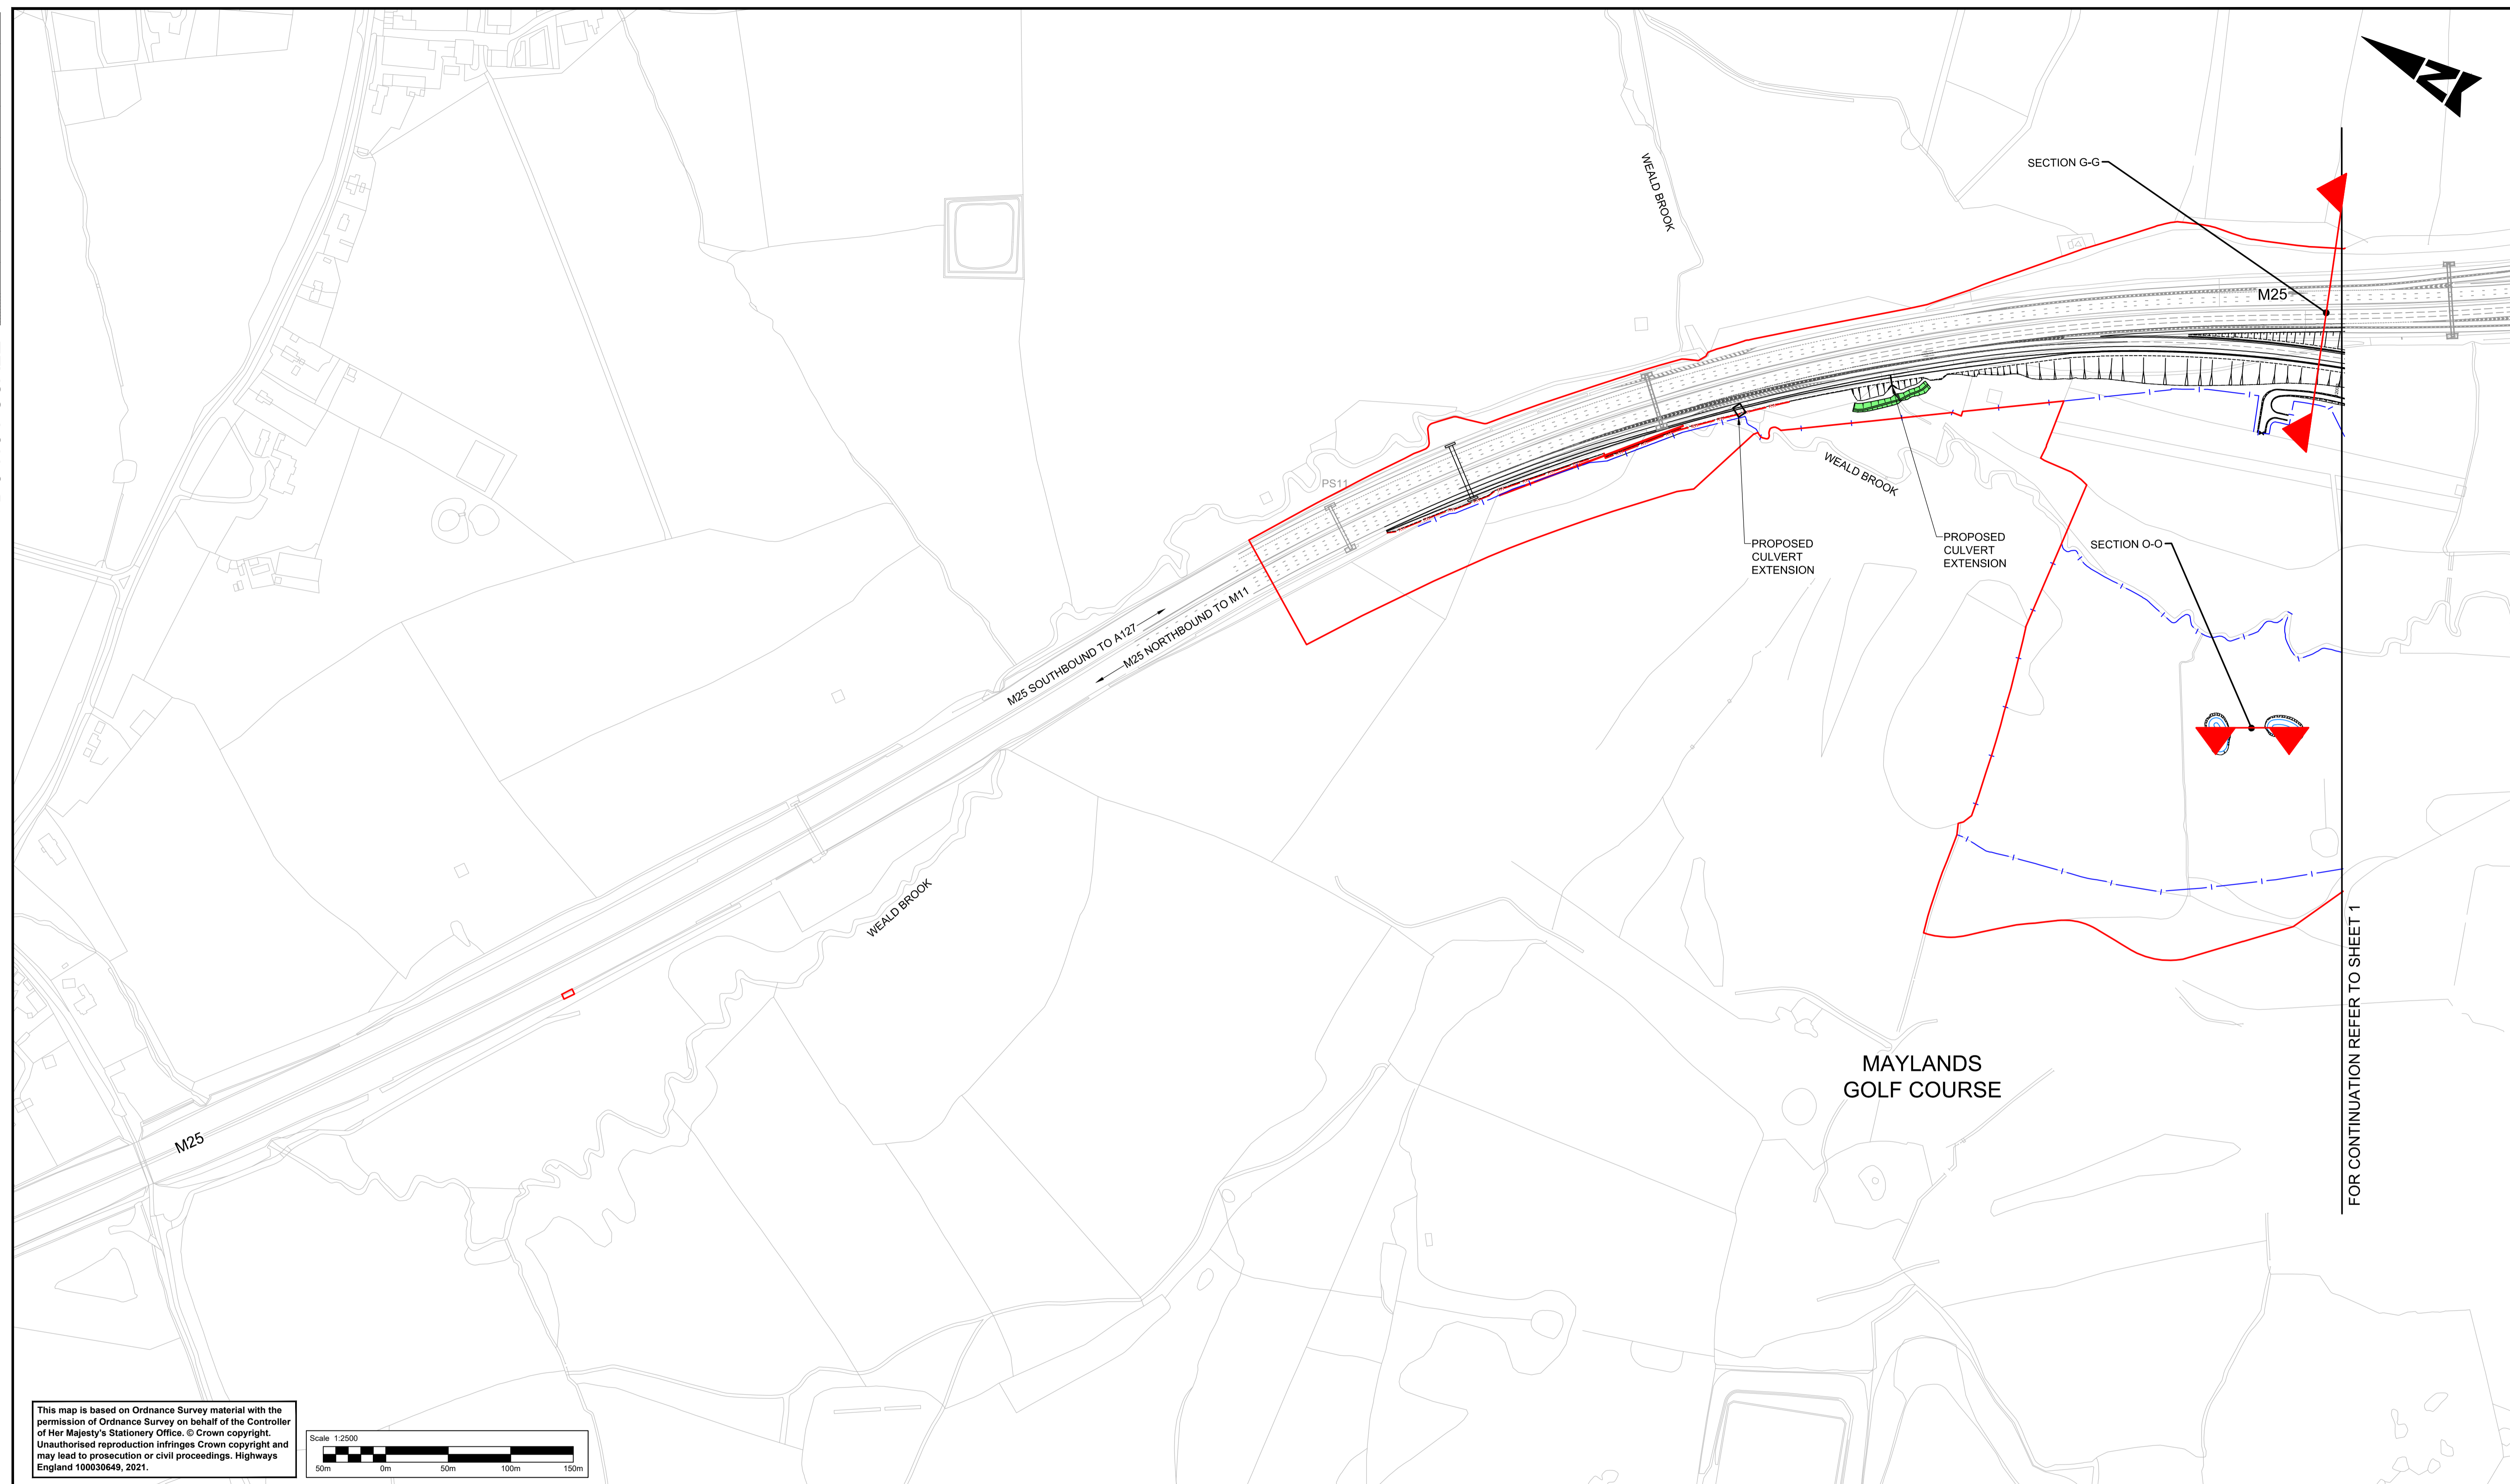 WEALD BROOK
SECTION G-G
M25
PS11
WEALD BROOK
PROPOSED
CULVERT
EXTENSION
PROPOSED
CULVERT
EXTENSION
SECTION O-O
M25 SOUTHBOUND TO A127
M25 NORTHBOUND TO M11
WEALD BROOK
FOR CONTINUATION REFER TO SHEET 1
MAYLANDS
GOLF COURSE
M25
This map is based on Ordnance Survey material with the
permission of Ordnance Survey on behalf of the Controller
of Her Majesty's Stationery Office. © Crown copyright.
Unauthorised reproduction infringes Crown copyright and
may lead to prosecution or civil proceedings. Highways
England 100030649, 2021.
Scale 1:2500
50m 0m 50m 100m 150m
N